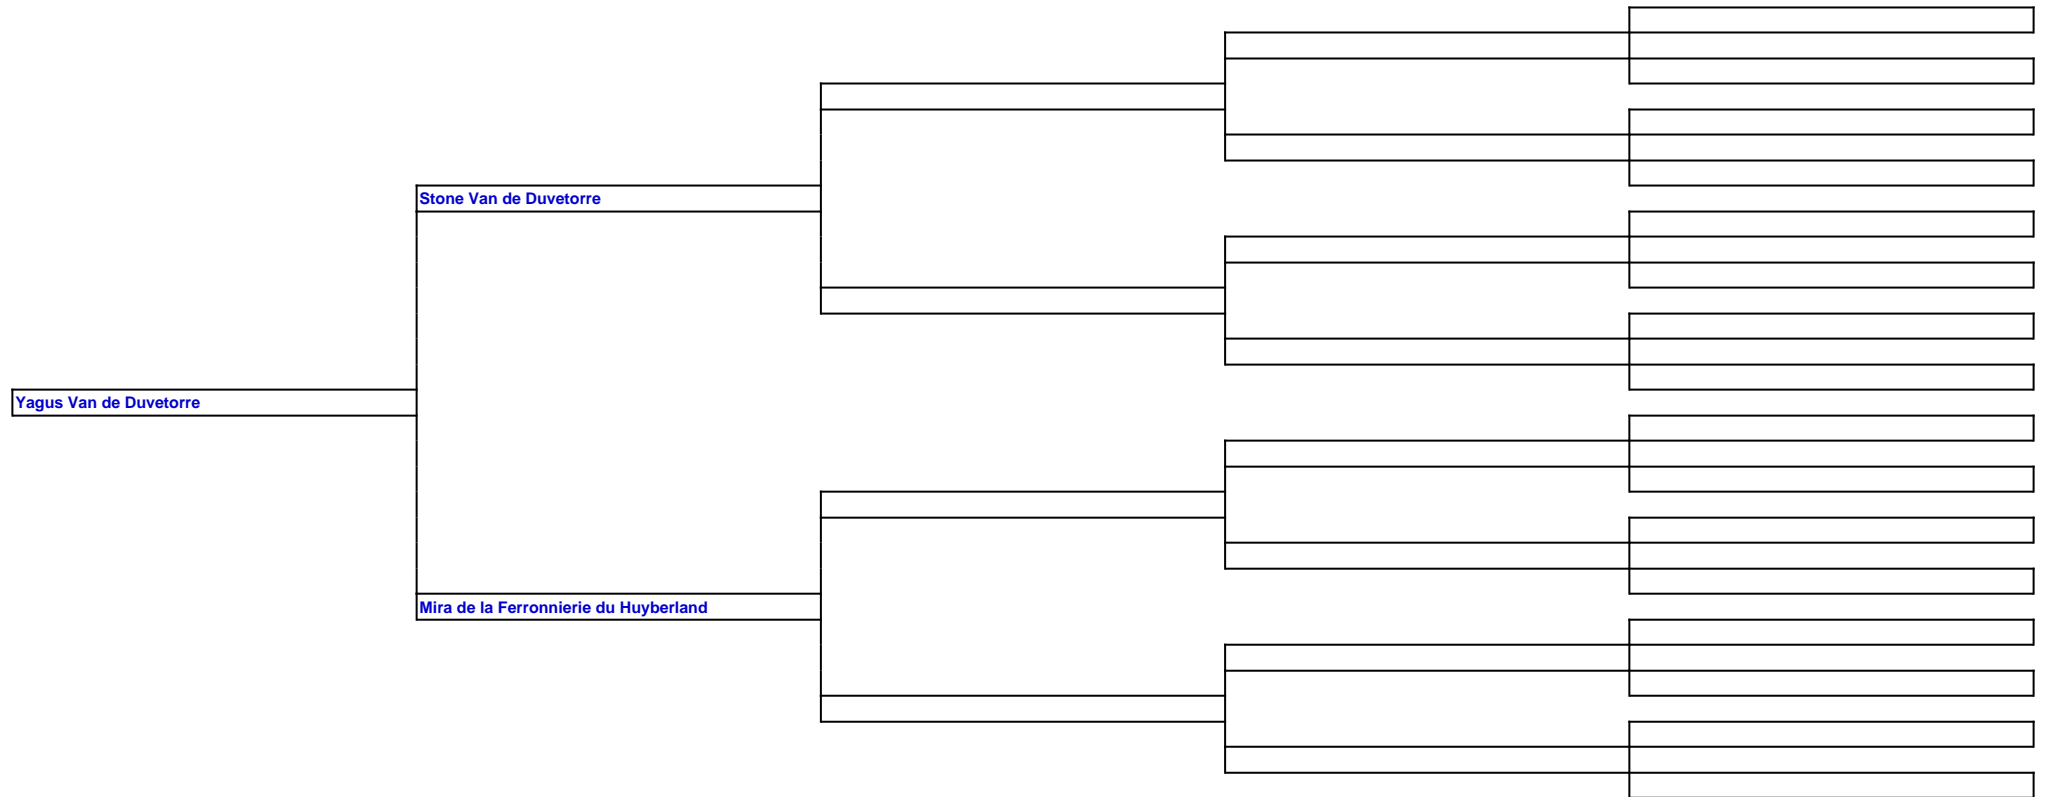 Stone Van de Duvetorre
Yagus Van de Duvetorre
Mira de la Ferronnierie du Huyberland